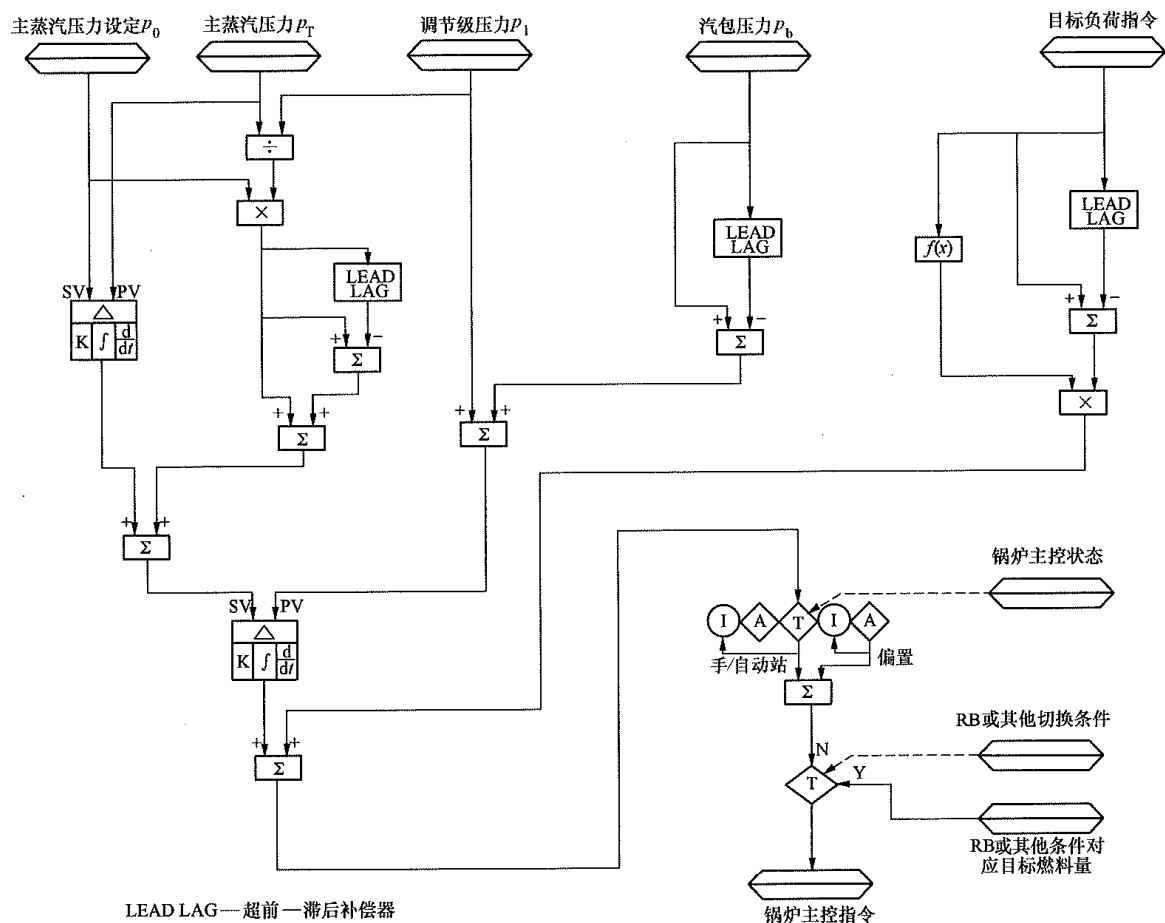 主蒸汽压力设定p₀
主蒸汽压力p_T
调节级压力p₁
汽包压力p_b
目标负荷指令
÷
×
LEAD
LAG
LEAD
LAG
LEAD
LAG
f(x)
SV
PV
△
K
∫
d/dt
+
−
Σ
+
−
Σ
+
−
Σ
+
+
Σ
+
+
Σ
×
+
+
Σ
SV
PV
△
K
∫
d/dt
+
+
Σ
锅炉主控状态
I
A
T
I
A
手/自动站
偏置
Σ
RB或其他切换条件
N
Y
T
RB或其他条件对
应目标燃料量
锅炉主控指令
LEAD LAG—超前—滞后补偿器